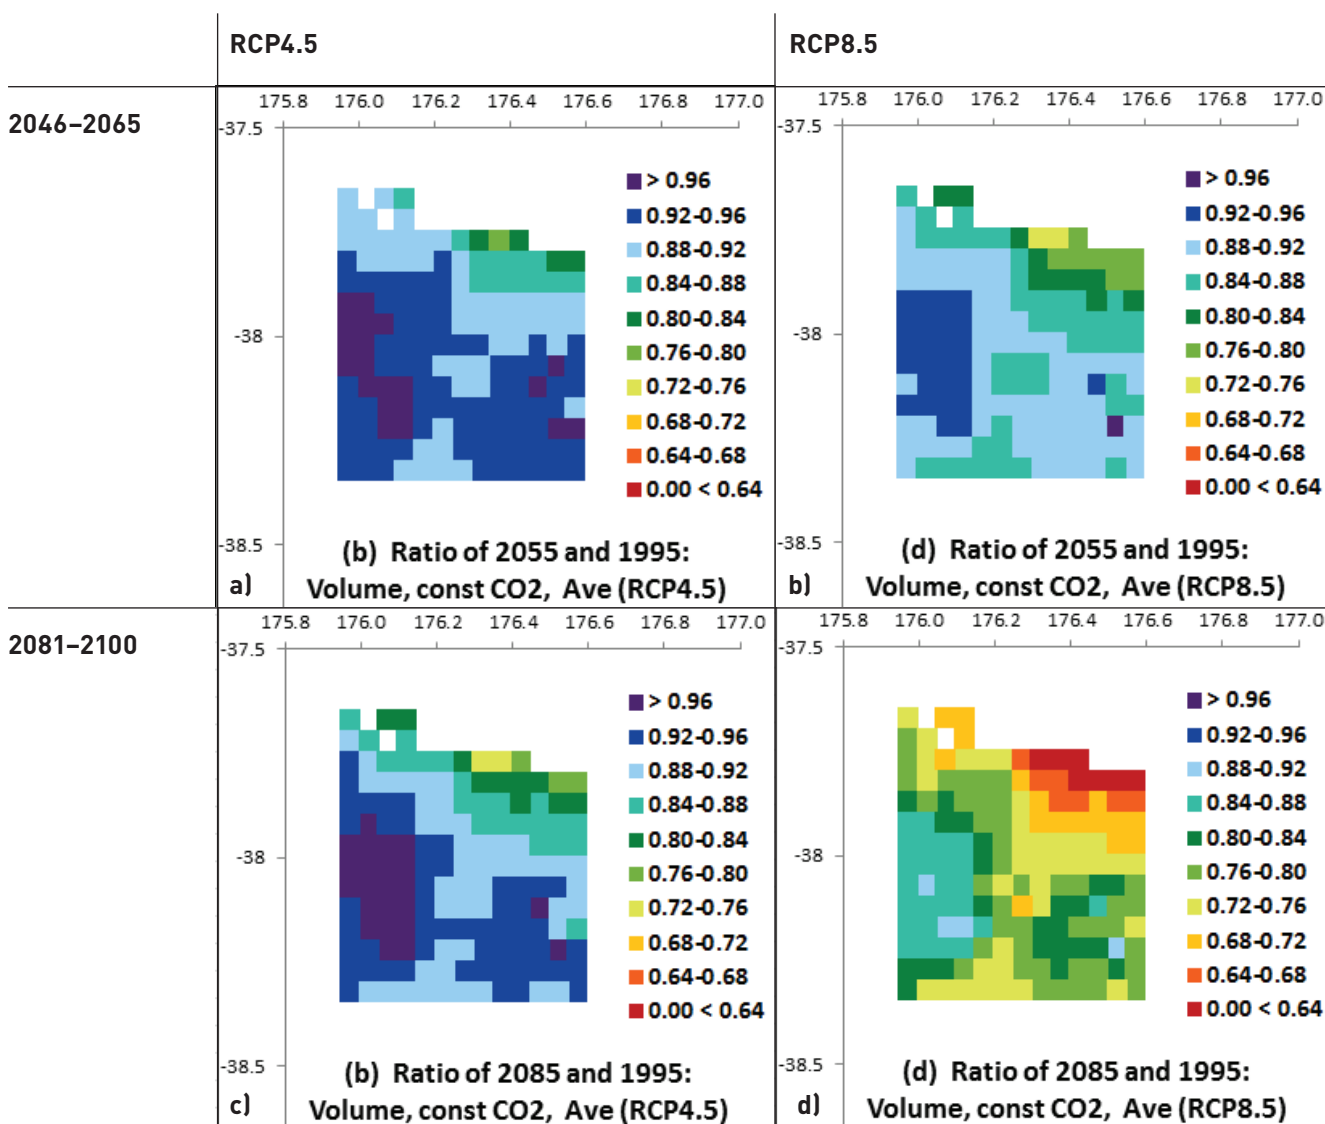 RCP4.5
RCP8.5
2046–2065
175.8 176.0 176.2 176.4 176.6 176.8 177.0
-37.5
-38
-38.5
> 0.96
0.92-0.96
0.88-0.92
0.84-0.88
0.80-0.84
0.76-0.80
0.72-0.76
0.68-0.72
0.64-0.68
0.00 < 0.64
(b) Ratio of 2055 and 1995:
Volume, const CO2, Ave (RCP4.5)
a)
175.8 176.0 176.2 176.4 176.6 176.8 177.0
-37.5
-38
-38.5
> 0.96
0.92-0.96
0.88-0.92
0.84-0.88
0.80-0.84
0.76-0.80
0.72-0.76
0.68-0.72
0.64-0.68
0.00 < 0.64
(d) Ratio of 2055 and 1995:
Volume, const CO2, Ave (RCP8.5)
b)
2081–2100
175.8 176.0 176.2 176.4 176.6 176.8 177.0
-37.5
-38
-38.5
> 0.96
0.92-0.96
0.88-0.92
0.84-0.88
0.80-0.84
0.76-0.80
0.72-0.76
0.68-0.72
0.64-0.68
0.00 < 0.64
(b) Ratio of 2085 and 1995:
Volume, const CO2, Ave (RCP4.5)
c)
175.8 176.0 176.2 176.4 176.6 176.8 177.0
-37.5
-38
-38.5
> 0.96
0.92-0.96
0.88-0.92
0.84-0.88
0.80-0.84
0.76-0.80
0.72-0.76
0.68-0.72
0.64-0.68
0.00 < 0.64
(d) Ratio of 2085 and 1995:
Volume, const CO2, Ave (RCP8.5)
d)